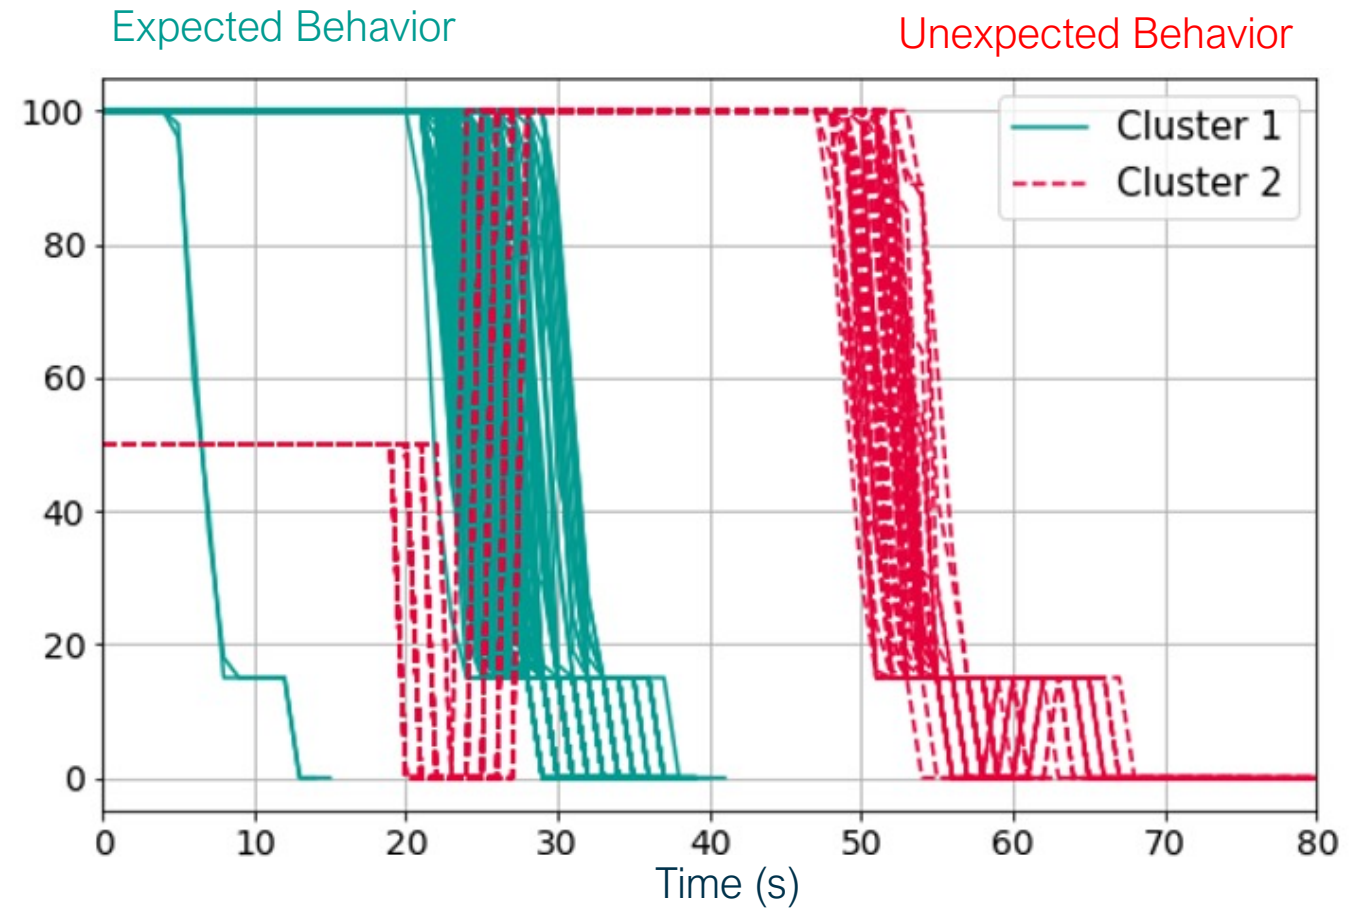 Expected Behavior
Unexpected Behavior
Cluster 1
Cluster 2
100
80
60
40
20
0
0 10 20 30 40 50 60 70 80
Time (s)